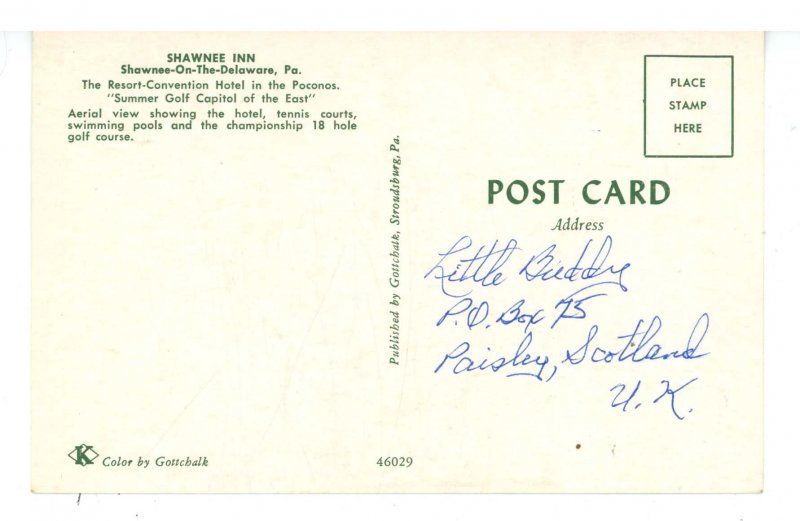 SHAWNEE INN
Shawnee-On-The-Delaware, Pa.
The Resort-Convention Hotel in the Poconos.
"Summer Golf Capitol of the East"
Aerial view showing the hotel, tennis courts,
swimming pools and the championship 18 hole
golf course.
PLACE
STAMP
HERE
Published by Gottchalk, Stroudsburg, Pa.
POST CARD
Address
Little Buddy
P.O. Box 75
Paisley, Scotland
U.K.
K
Color by Gottchalk
46029